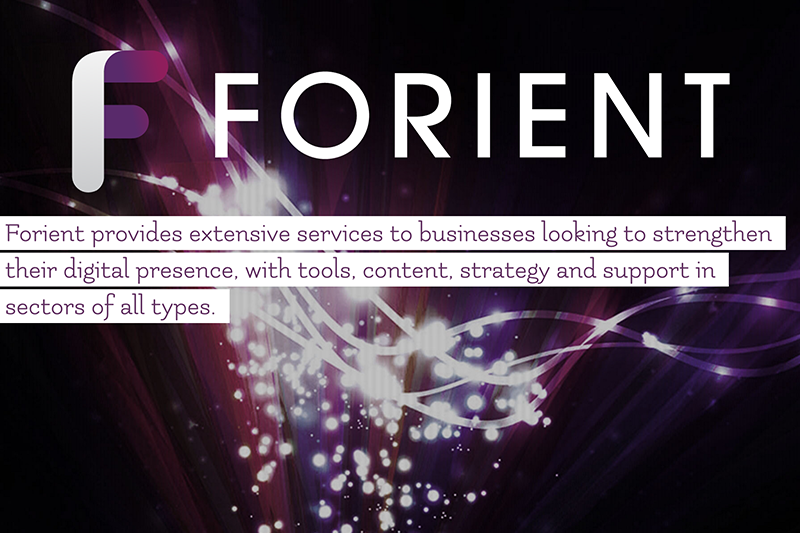 FORIENT
Forient provides extensive services to businesses looking to strengthen
their digital presence, with tools, content, strategy and support in
sectors of all types.